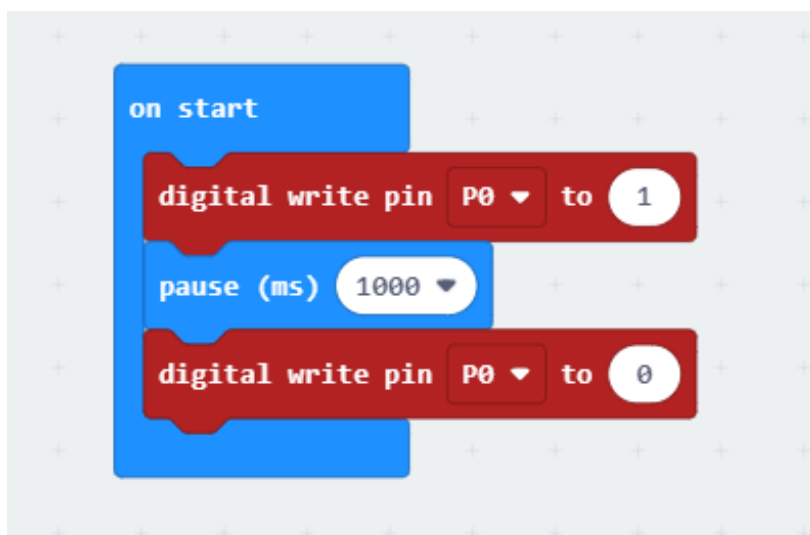 on start
digital write pin P0 to 1
pause (ms) 1000
digital write pin P0 to 0